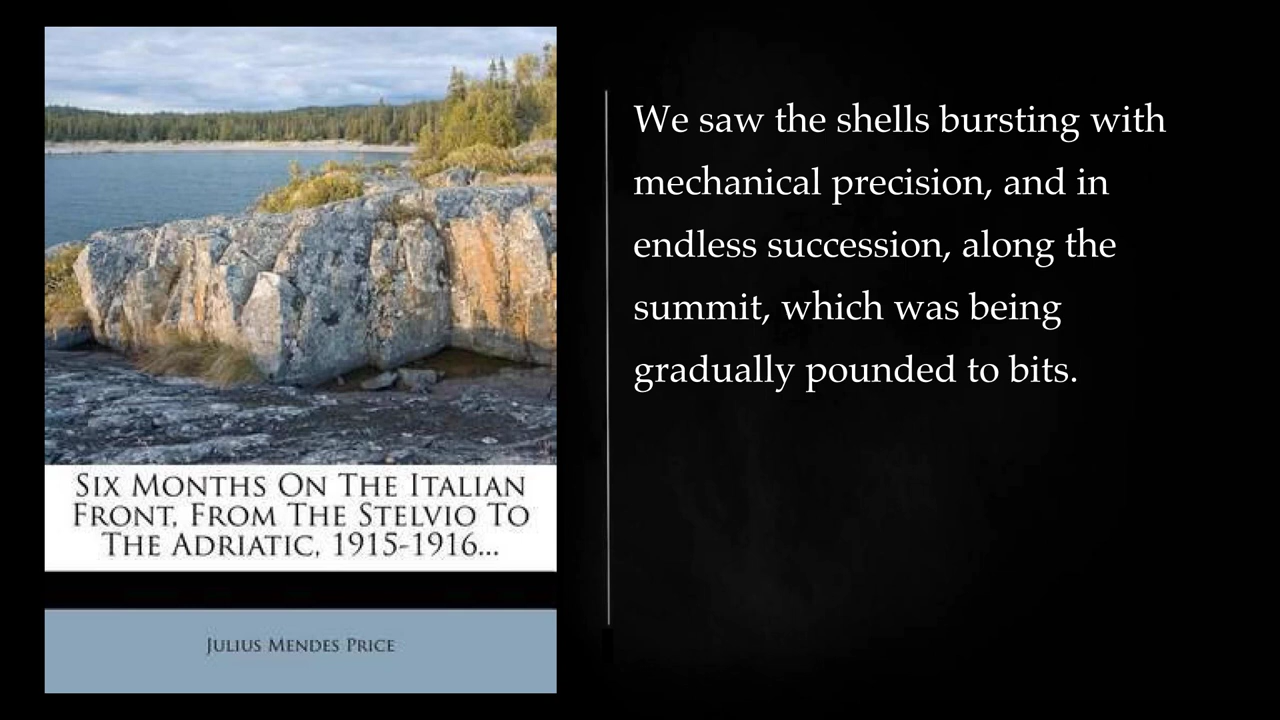 We saw the shells bursting with
mechanical precision, and in
endless succession, along the
summit, which was being
gradually pounded to bits.
Six Months On The Italian
Front, From The Stelvio To
The Adriatic, 1915-1916...
Julius Mendes Price